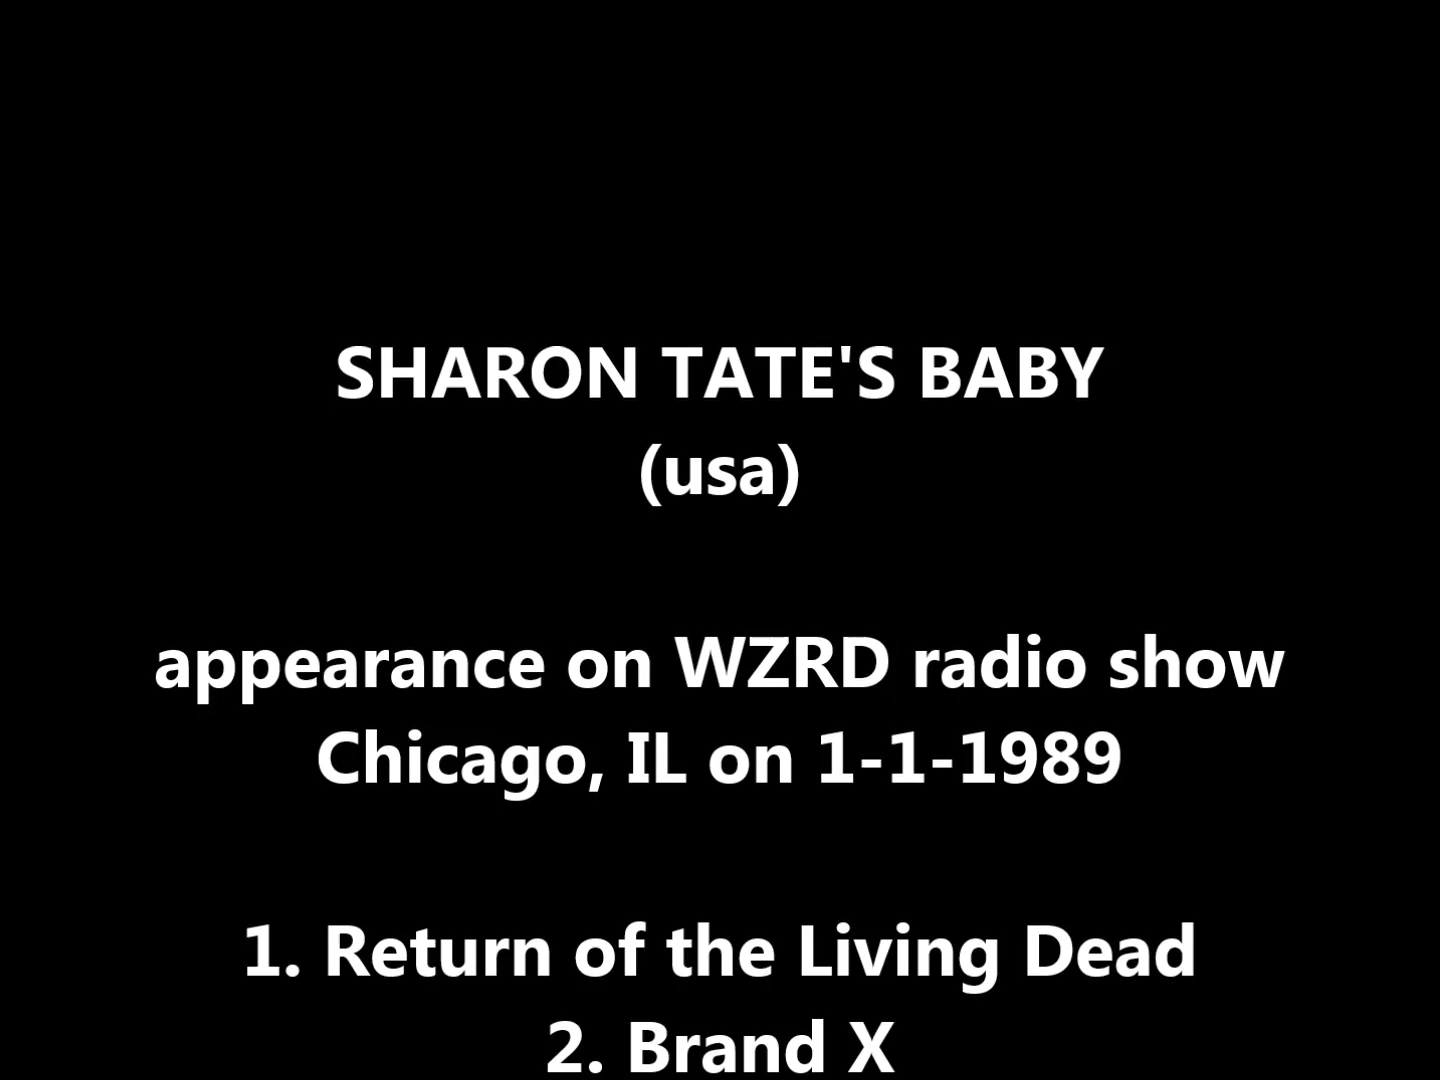 SHARON TATE'S BABY
(usa)
appearance on WZRD radio show
Chicago, IL on 1-1-1989
1. Return of the Living Dead
2. Brand X